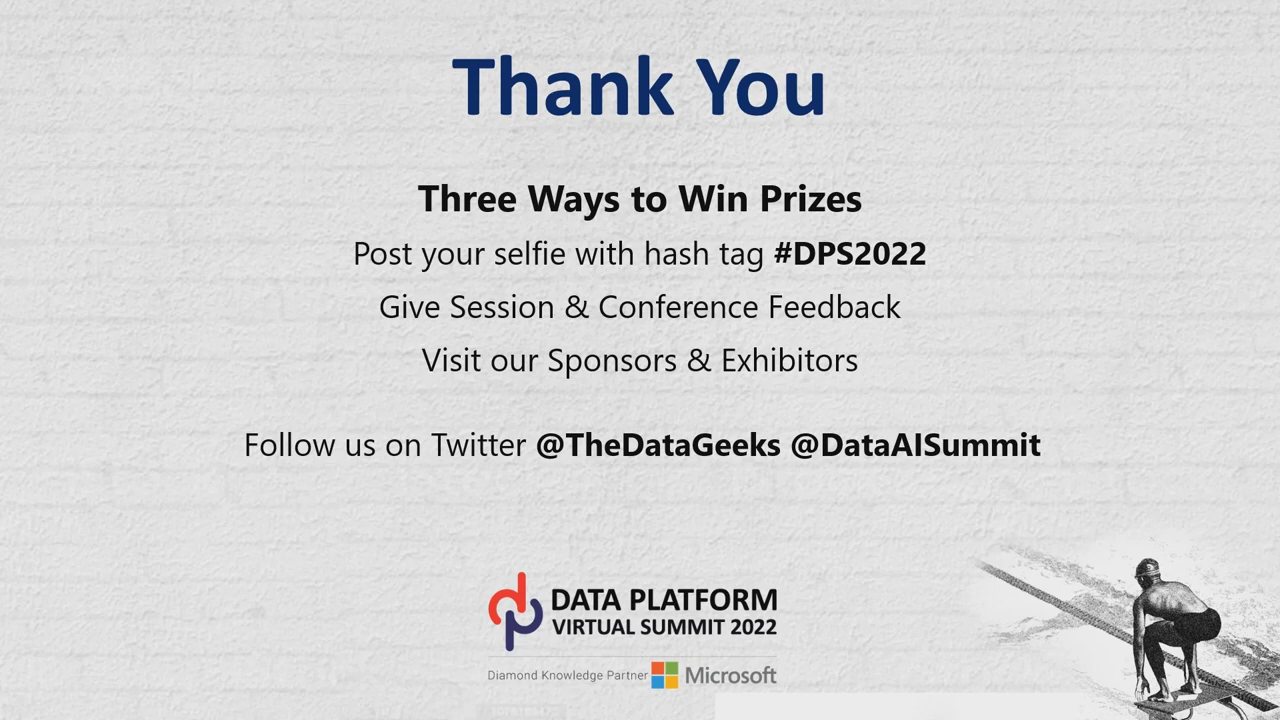 Thank You
Three Ways to Win Prizes
Post your selfie with hash tag #DPS2022
Give Session & Conference Feedback
Visit our Sponsors & Exhibitors
Follow us on Twitter @TheDataGeeks @DataAISummit
DATA PLATFORM
VIRTUAL SUMMIT 2022
Diamond Knowledge Partner Microsoft